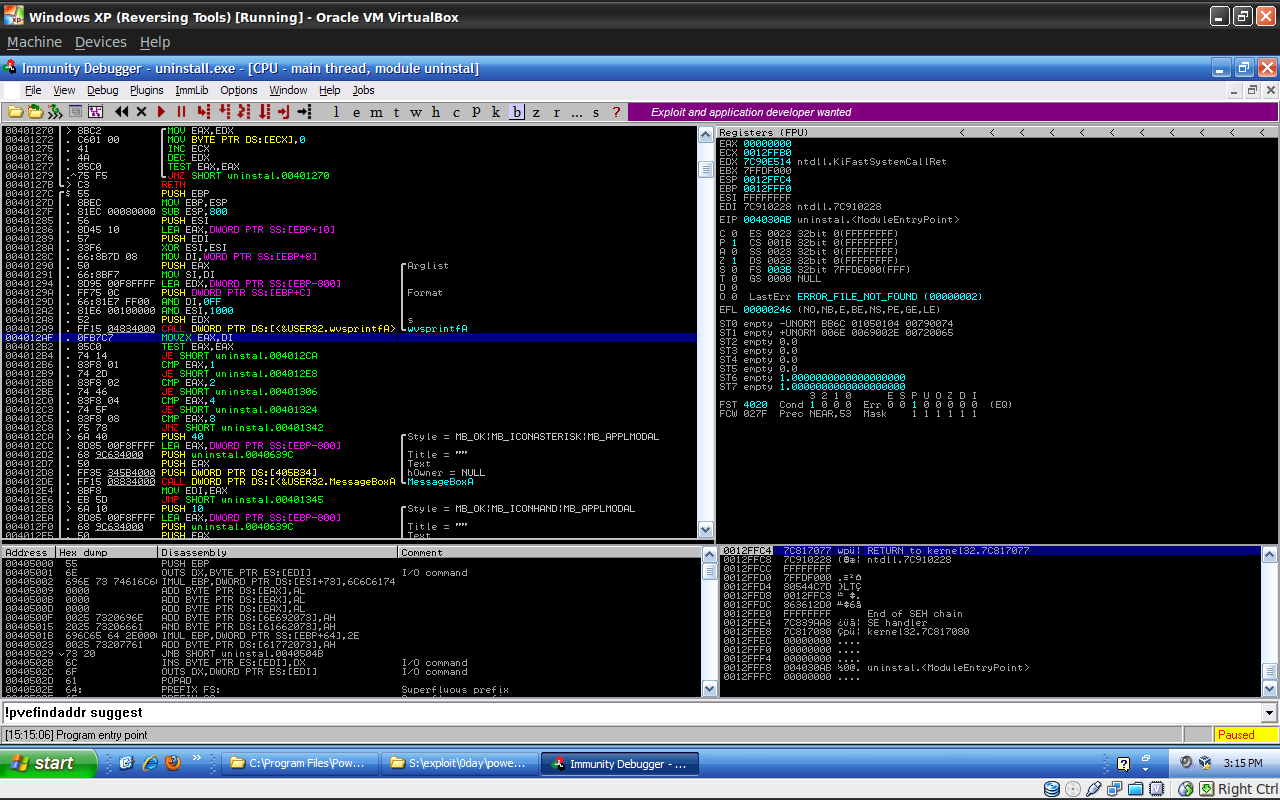 Windows XP (Reversing Tools) [Running] - Oracle VM VirtualBox
Machine Devices Help
Immunity Debugger - uninstall.exe - [CPU - main thread, module uninstal]
File View Debug Plugins ImmLib Options Window Help Jobs
l e m t w h c p k b z r ... s ? Exploit and application developer wanted
00401270 > 8BC2 MOV EAX,EDX
00401272 . C601 00 MOV BYTE PTR DS:[ECX],0
00401275 . 41 INC ECX
00401276 . 4A DEC EDX
00401277 . 85C0 TEST EAX,EAX
00401279 .^75 F5 JNZ SHORT uninstal.00401270
0040127B > C3 RETN
0040127C $ 55 PUSH EBP
0040127D . 8BEC MOV EBP,ESP
0040127F . 81EC 00080000 SUB ESP,800
00401285 . 56 PUSH ESI
00401286 . 8D45 10 LEA EAX,DWORD PTR SS:[EBP+10]
00401289 . 57 PUSH EDI
0040128A . 33F6 XOR ESI,ESI
0040128C . 66:8B7D 08 MOV DI,WORD PTR SS:[EBP+8]
00401290 . 50 PUSH EAX Arglist
00401291 . 66:8BF7 MOV SI,DI
00401294 . 8D95 00F8FFFF LEA EDX,DWORD PTR SS:[EBP-800]
0040129A . FF75 0C PUSH DWORD PTR SS:[EBP+C] Format
0040129D . 66:81E7 FF00 AND DI,0FF
004012A2 . 81E6 00100000 AND ESI,1000
004012A8 . 52 PUSH EDX s
004012A9 . FF15 04834000 CALL DWORD PTR DS:[<&USER32.wvsprintfA> wvsprintfA
004012AF . 0FB7C7 MOVZX EAX,DI
004012B2 . 85C0 TEST EAX,EAX
004012B4 . 74 14 JE SHORT uninstal.004012CA
004012B6 . 83F8 01 CMP EAX,1
004012B9 . 74 2D JE SHORT uninstal.004012E8
004012BB . 83F8 02 CMP EAX,2
004012BE . 74 46 JE SHORT uninstal.00401306
004012C0 . 83F8 04 CMP EAX,4
004012C3 . 74 5F JE SHORT uninstal.00401324
004012C5 . 83F8 08 CMP EAX,8
004012C8 . 75 78 JNZ SHORT uninstal.00401342
004012CA > 6A 40 PUSH 40 Style = MB_OK|MB_ICONASTERISK|MB_APPLMODAL
004012CC . 8D85 00F8FFFF LEA EAX,DWORD PTR SS:[EBP-800]
004012D2 . 68 9C634000 PUSH uninstal.0040639C Title = ""
004012D7 . 50 PUSH EAX Text
004012D8 . FF35 345B4000 PUSH DWORD PTR DS:[405B34] hOwner = NULL
004012DE . FF15 08834000 CALL DWORD PTR DS:[<&USER32.MessageBoxA MessageBoxA
004012E4 . 8BF8 MOV EDI,EAX
004012E6 . EB 5D JMP SHORT uninstal.00401345
004012E8 > 6A 10 PUSH 10 Style = MB_OK|MB_ICONHAND|MB_APPLMODAL
004012EA . 8D85 00F8FFFF LEA EAX,DWORD PTR SS:[EBP-800]
004012F0 . 68 9C634000 PUSH uninstal.0040639C Title = ""
004012F5 . 50 PUSH EAX Text
Registers (FPU) < < < < < < < < < <
EAX 00000000
ECX 0012FFB0
EDX 7C90E514 ntdll.KiFastSystemCallRet
EBX 7FFDF000
ESP 0012FFC4
EBP 0012FFF0
ESI FFFFFFFF
EDI 7C910228 ntdll.7C910228
EIP 004030AB uninstal.<ModuleEntryPoint>
C 0 ES 0023 32bit 0(FFFFFFFF)
P 1 CS 001B 32bit 0(FFFFFFFF)
A 0 SS 0023 32bit 0(FFFFFFFF)
Z 1 DS 0023 32bit 0(FFFFFFFF)
S 0 FS 003B 32bit 7FFDE000(FFF)
T 0 GS 0000 NULL
D 0
O 0 LastErr ERROR_FILE_NOT_FOUND (00000002)
EFL 00000246 (NO,NB,E,BE,NS,PE,GE,LE)
ST0 empty -UNORM BB6C 01050104 00790074
ST1 empty +UNORM 006E 0069002E 00720065
ST2 empty 0.0
ST3 empty 0.0
ST4 empty 0.0
ST5 empty 0.0
ST6 empty 1.0000000000000000000
ST7 empty 1.0000000000000000000
3 2 1 0 E S P U O Z D I
FST 4020 Cond 1 0 0 0 Err 0 0 1 0 0 0 0 0 (EQ)
FCW 027F Prec NEAR,53 Mask 1 1 1 1 1 1
Address Hex dump Disassembly Comment
00405000 55 PUSH EBP
00405001 6E OUTS DX,BYTE PTR ES:[EDI] I/O command
00405002 696E 73 74616C6C IMUL EBP,DWORD PTR DS:[ESI+73],6C6C6174
00405009 0000 ADD BYTE PTR DS:[EAX],AL
0040500B 0000 ADD BYTE PTR DS:[EAX],AL
0040500D 0000 ADD BYTE PTR DS:[EAX],AL
0040500F 0025 7320696E ADD BYTE PTR DS:[6E692073],AH
00405015 2025 73206661 AND BYTE PTR DS:[61662073],AH
0040501B 696C65 64 2E000 IMUL EBP,DWORD PTR SS:[EBP+64],2E
00405023 0025 73207761 ADD BYTE PTR DS:[61772073],AH
00405029 73 20 JNB SHORT uninstal.0040504B
0040502B 6C INS BYTE PTR ES:[EDI],DX I/O command
0040502C 6F OUTS DX,DWORD PTR ES:[EDI] I/O command
0040502D 61 POPAD
0040502E 64: PREFIX FS: Superfluous prefix
0012FFC4 7C817077 RETURN to kernel32.7C817077
0012FFC8 7C910228 ntdll.7C910228
0012FFCC FFFFFFFF
0012FFD0 7FFDF000
0012FFD4 80544C7D
0012FFD8 0012FFC8
0012FFDC 863612D0
0012FFE0 FFFFFFFF End of SEH chain
0012FFE4 7C839AA8 SE handler
0012FFE8 7C817080 kernel32.7C817080
0012FFEC 00000000 ....
0012FFF0 00000000 ....
0012FFF4 00000000 ....
0012FFF8 004030AB uninstal.<ModuleEntryPoint>
0012FFFC 00000000 ....
!pvefindaddr suggest
[15:15:06] Program entry point Paused
start C:\Program Files\Pow... S:\exploit\0day\powe... Immunity Debugger - ... 3:15 PM
Right Ctrl